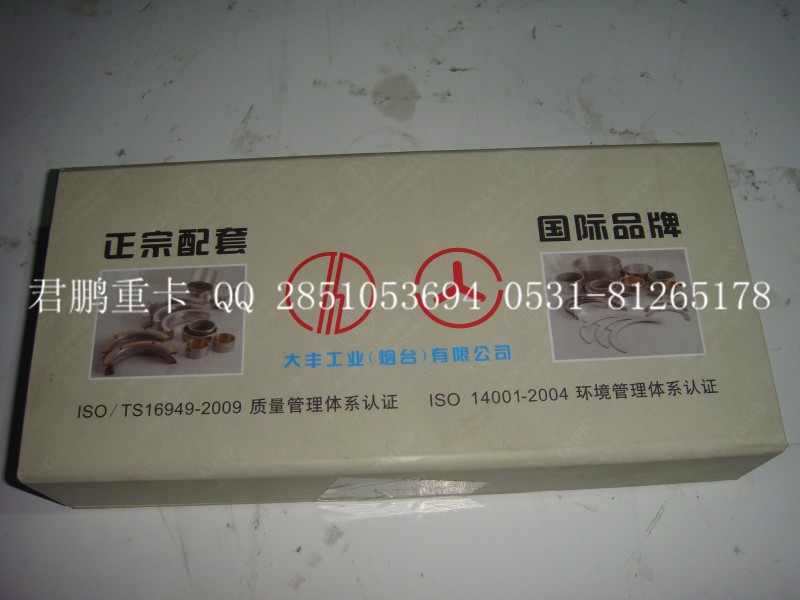 正宗配套
国际品牌
君鹏重卡 QQ 2851053694 0531-81265178
大丰工业(烟台)有限公司
ISO/TS16949-2009 质量管理体系认证
ISO 14001-2004 环境管理体系认证